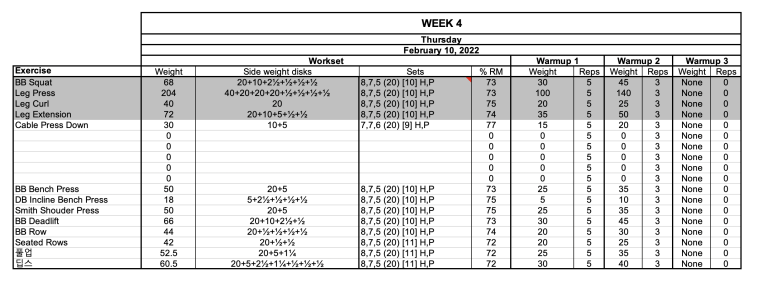 WEEK 4
Thursday
February 10, 2022
Workset Warmup 1 Warmup 2 Warmup 3
Exercise Weight Side weight disks Sets % RM Weight Reps Weight Reps Weight Reps
BB Squat 68 20+10+2½+½+½+½ 8,7,5 (20) [10] H,P 73 30 5 45 3 None 0
Leg Press 204 40+20+20+20+½+½+½+½ 8,7,5 (20) [10] H,P 73 100 5 140 3 None 0
Leg Curl 40 20 8,7,5 (20) [10] H,P 75 20 5 25 3 None 0
Leg Extension 72 20+10+5+½+½ 8,7,5 (20) [10] H,P 74 35 5 50 3 None 0
Cable Press Down 30 10+5 7,7,6 (20) [9] H,P 77 15 5 20 3 None 0
0 0 5 0 3 None 0
0 0 5 0 3 None 0
0 0 5 0 3 None 0
0 0 5 0 3 None 0
0 0 5 0 3 None 0
BB Bench Press 50 20+5 8,7,5 (20) [10] H,P 73 25 5 35 3 None 0
DB Incline Bench Press 18 5+2½+½+½+½ 8,7,5 (20) [10] H,P 75 5 5 10 3 None 0
Smith Shouder Press 50 20+5 8,7,5 (20) [10] H,P 75 25 5 35 3 None 0
BB Deadlift 66 20+10+2½+½ 8,7,5 (20) [10] H,P 73 30 5 45 3 None 0
BB Row 44 20+½+½+½+½ 8,7,5 (20) [10] H,P 74 20 5 30 3 None 0
Seated Rows 42 20+½+½ 8,7,5 (20) [11] H,P 72 20 5 25 3 None 0
풀업 52.5 20+5+1¼ 8,7,5 (20) [11] H,P 72 25 5 35 3 None 0
딥스 60.5 20+5+2½+1¼+½+½+½ 8,7,5 (20) [11] H,P 72 30 5 40 3 None 0